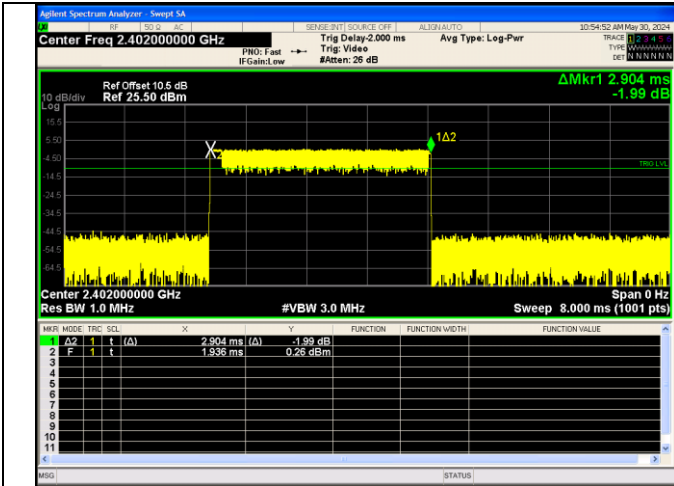 Agilent Spectrum Analyzer - Swept SA
RF 50 Ω AC SENSE:INT SOURCE OFF ALIGN AUTO 10:54:52 AM May 30, 2024
Center Freq 2.402000000 GHz
PNO: Fast
IFGain:Low
Trig Delay-2.000 ms
Trig: Video
#Atten: 26 dB
Avg Type: Log-Pwr
TRACE 1 2 3 4 5 6
TYPE WWWWWW
DET N N N N N N
ΔMkr1 2.904 ms
-1.99 dB
Ref Offset 10.5 dB
10 dB/div Ref 25.50 dBm
Log
15.5
5.50
-4.50
-14.5
-24.5
-34.5
-44.5
-54.5
-64.5
X2
1Δ2
TRIG LVL
Center 2.402000000 GHz Span 0 Hz
Res BW 1.0 MHz #VBW 3.0 MHz Sweep 8.000 ms (1001 pts)
MKR MODE TRC SCL X Y FUNCTION FUNCTION WIDTH FUNCTION VALUE
1 Δ2 1 t (Δ) 2.904 ms (Δ) -1.99 dB
2 F 1 t 1.936 ms 0.26 dBm
3
4
5
6
7
8
9
10
11
MSG STATUS